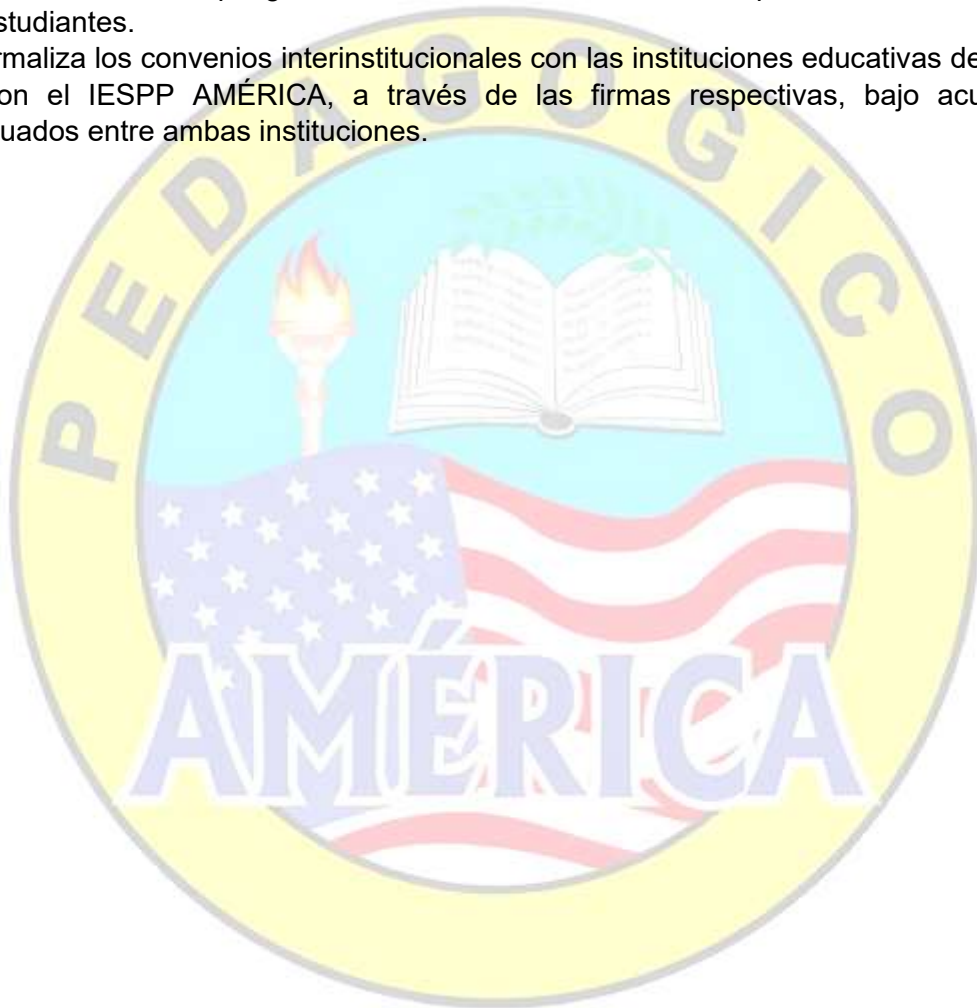 studiantes.
rmaliza los convenios interinstitucionales con las instituciones educativas de
on el IESPP AMÉRICA, a través de las firmas respectivas, bajo acu
uados entre ambas instituciones.
PEDAGOGICO
AMÉRICA